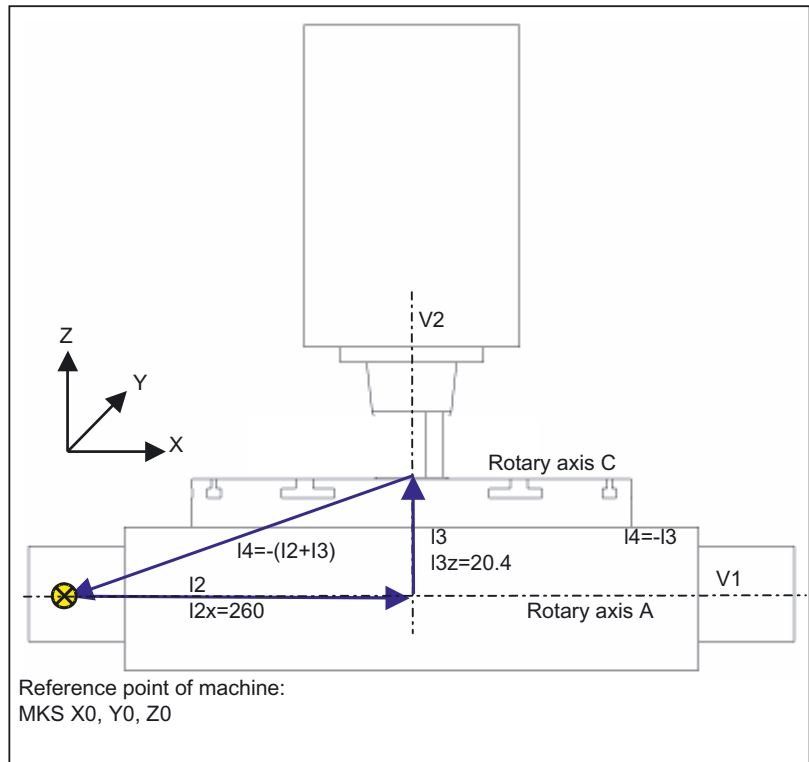 V2
Z
Y
X
Rotary axis C
l4=-(l2+l3)
l3
l3z=20.4
l4=-l3
V1
l2
l2x=260
Rotary axis A
Reference point of machine:
MKS X0, Y0, Z0